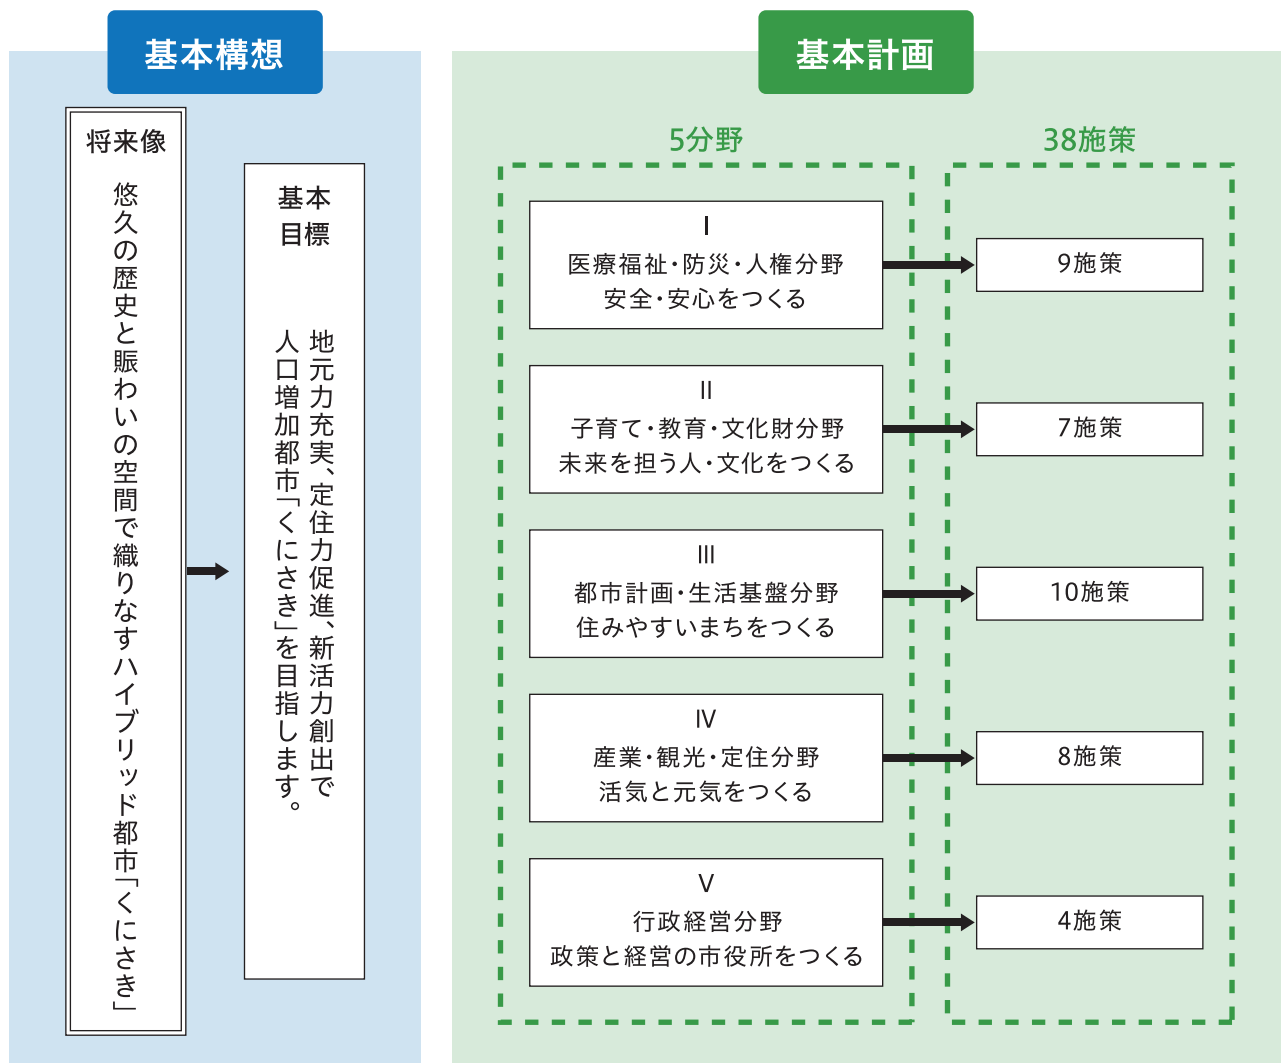 基本構想
将来像
悠久の歴史と賑わいの空間で織りなすハイブリッド都市「くにさき」
基本
目標
地元力充実、定住力促進、新活力創出で
人口増加都市「くにさき」を目指します。
基本計画
5分野
38施策
Ⅰ
医療福祉・防災・人権分野
安全・安心をつくる
9施策
Ⅱ
子育て・教育・文化財分野
未来を担う人・文化をつくる
7施策
Ⅲ
都市計画・生活基盤分野
住みやすいまちをつくる
10施策
Ⅳ
産業・観光・定住分野
活気と元気をつくる
8施策
Ⅴ
行政経営分野
政策と経営の市役所をつくる
4施策